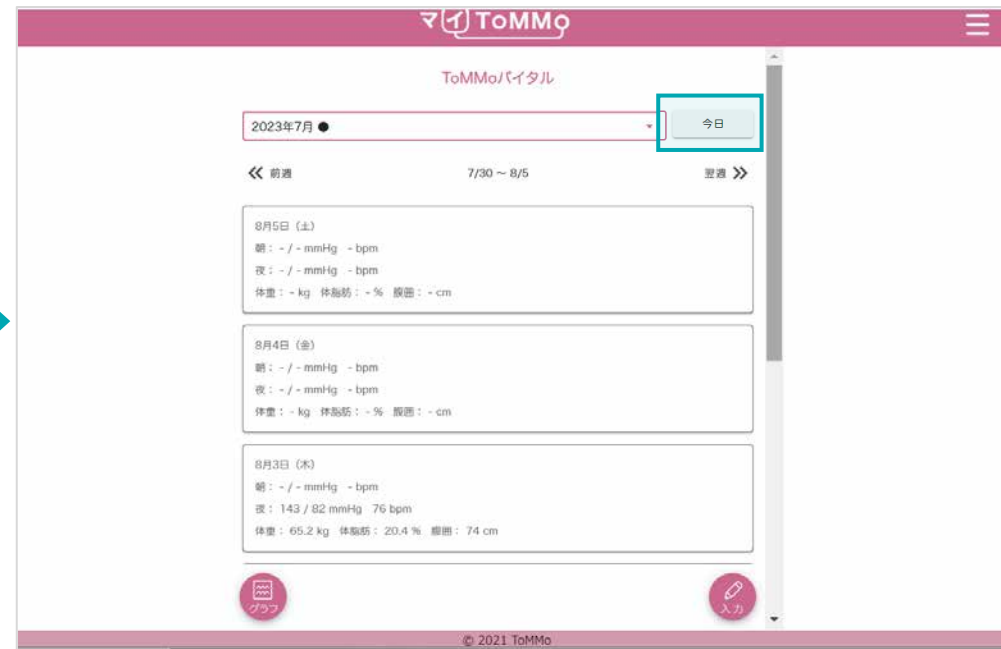 マイToMMo
ToMMoバイタル
2023年7月 ● 今日
前週 7/30 ~ 8/5 翌週
8月5日（土）
朝： - / - mmHg - bpm
夜： - / - mmHg - bpm
体重： - kg 体脂肪： - % 腹囲： - cm
8月4日（金）
朝： - / - mmHg - bpm
夜： - / - mmHg - bpm
体重： - kg 体脂肪： - % 腹囲： - cm
8月3日（木）
朝： - / - mmHg - bpm
夜： 143 / 82 mmHg 76 bpm
体重： 65.2 kg 体脂肪： 20.4 % 腹囲： 74 cm
グラフ 入力
© 2021 ToMMo